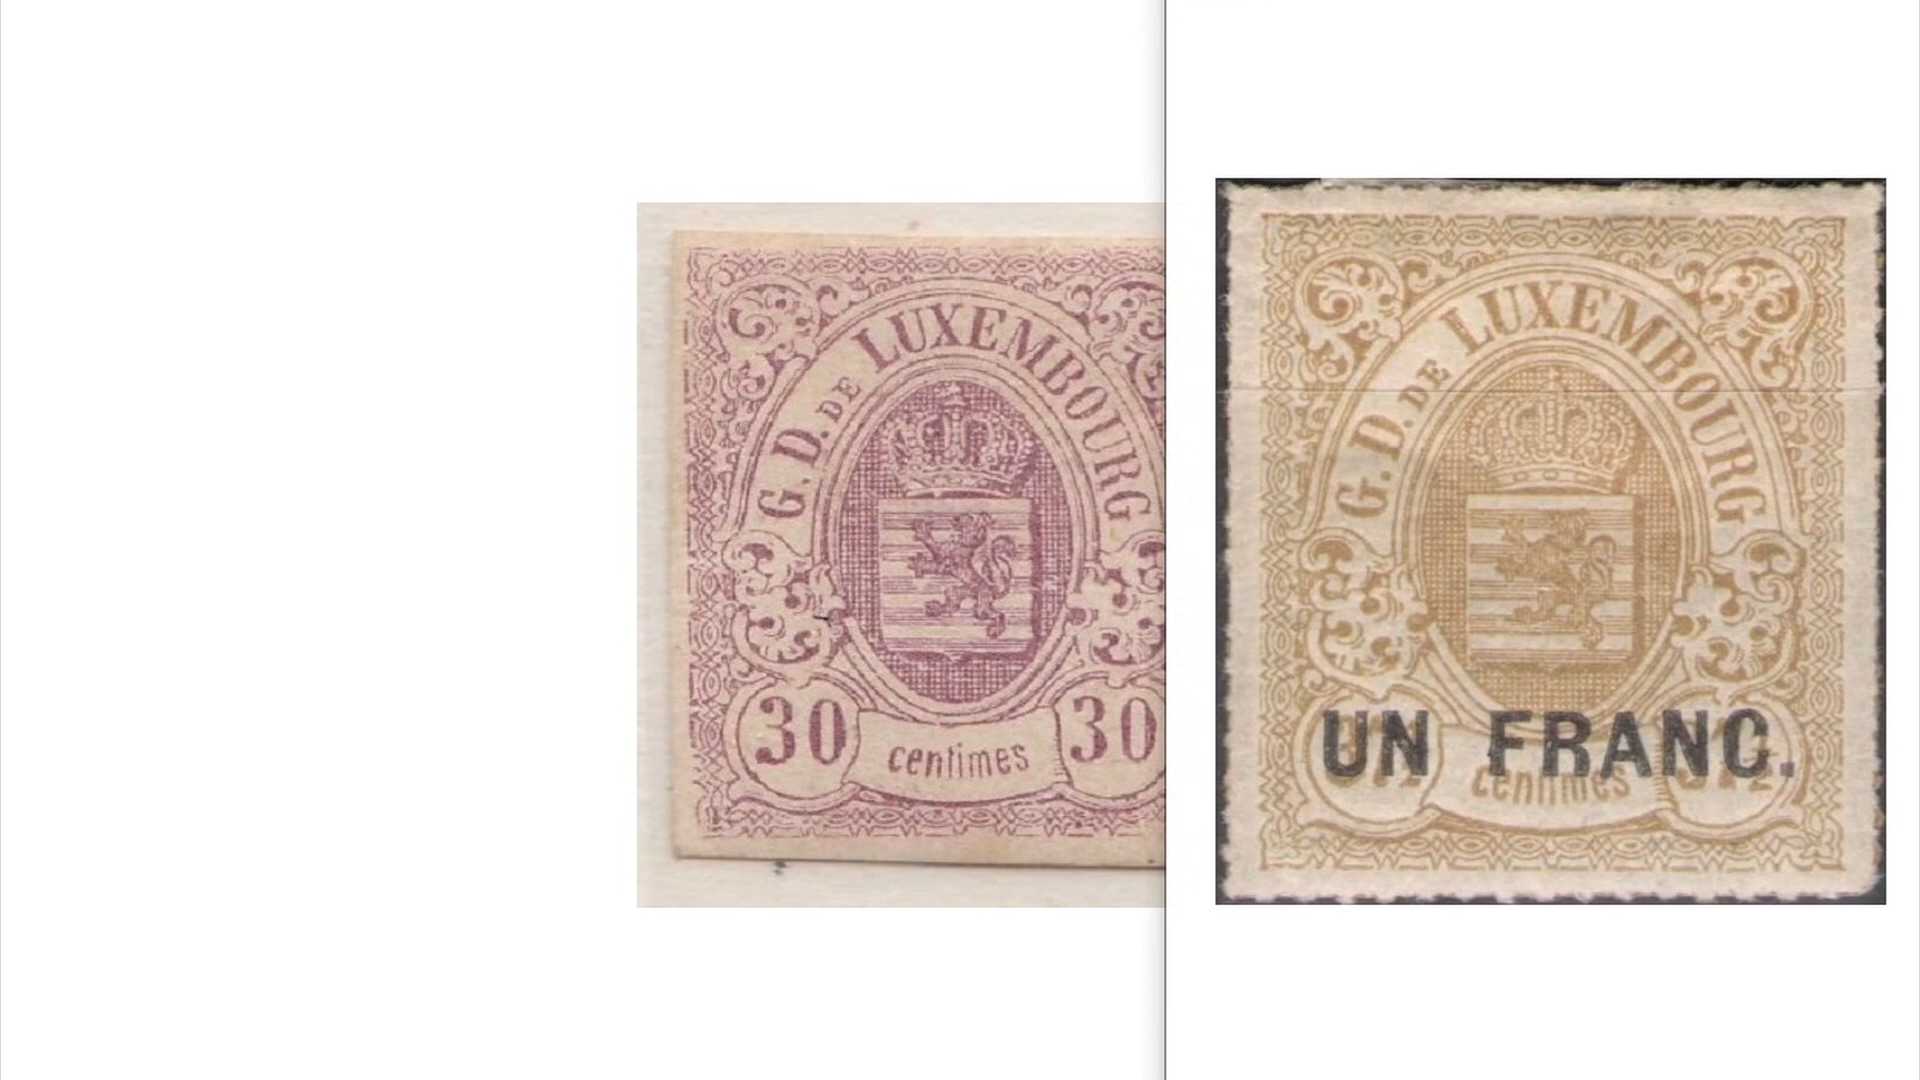 G. D. DE LUXEMBOURG
30 centimes 30
G. D. DE LUXEMBOURG
UN FRANC.
centimes